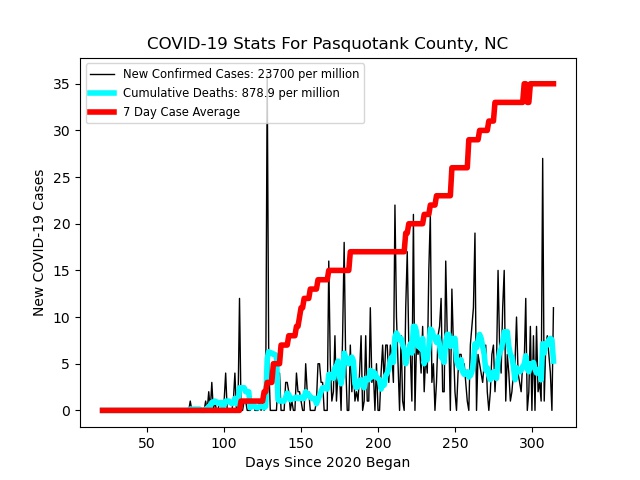 COVID-19 Stats For Pasquotank County, NC
New Confirmed Cases: 23700 per million
Cumulative Deaths: 878.9 per million
7 Day Case Average
New COVID-19 Cases
35
30
25
20
15
10
5
0
50 100 150 200 250 300
Days Since 2020 Began